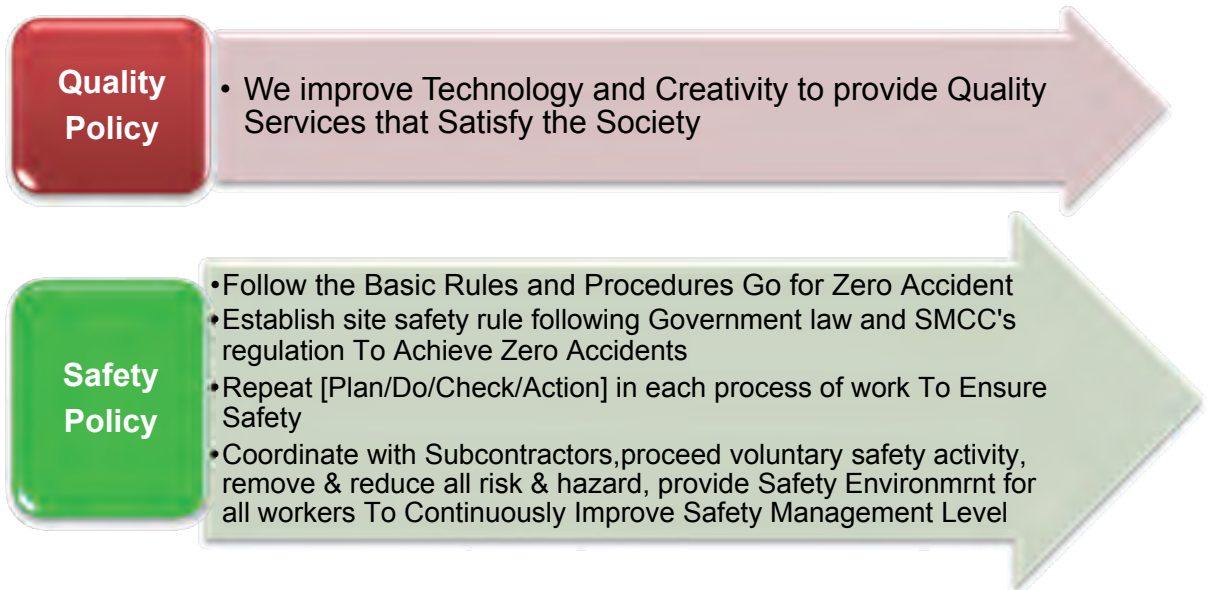 Quality
Policy
• We improve Technology and Creativity to provide Quality
Services that Satisfy the Society
Safety
Policy
•Follow the Basic Rules and Procedures Go for Zero Accident
•Establish site safety rule following Government law and SMCC's
regulation To Achieve Zero Accidents
•Repeat [Plan/Do/Check/Action] in each process of work To Ensure
Safety
•Coordinate with Subcontractors,proceed voluntary safety activity,
remove & reduce all risk & hazard, provide Safety Environmrnt for
all workers To Continuously Improve Safety Management Level